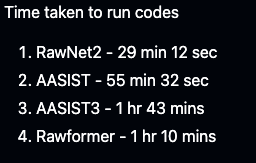 Time taken to run codes
1. RawNet2 - 29 min 12 sec
2. AASIST - 55 min 32 sec
3. AASIST3 - 1 hr 43 mins
4. Rawformer - 1 hr 10 mins